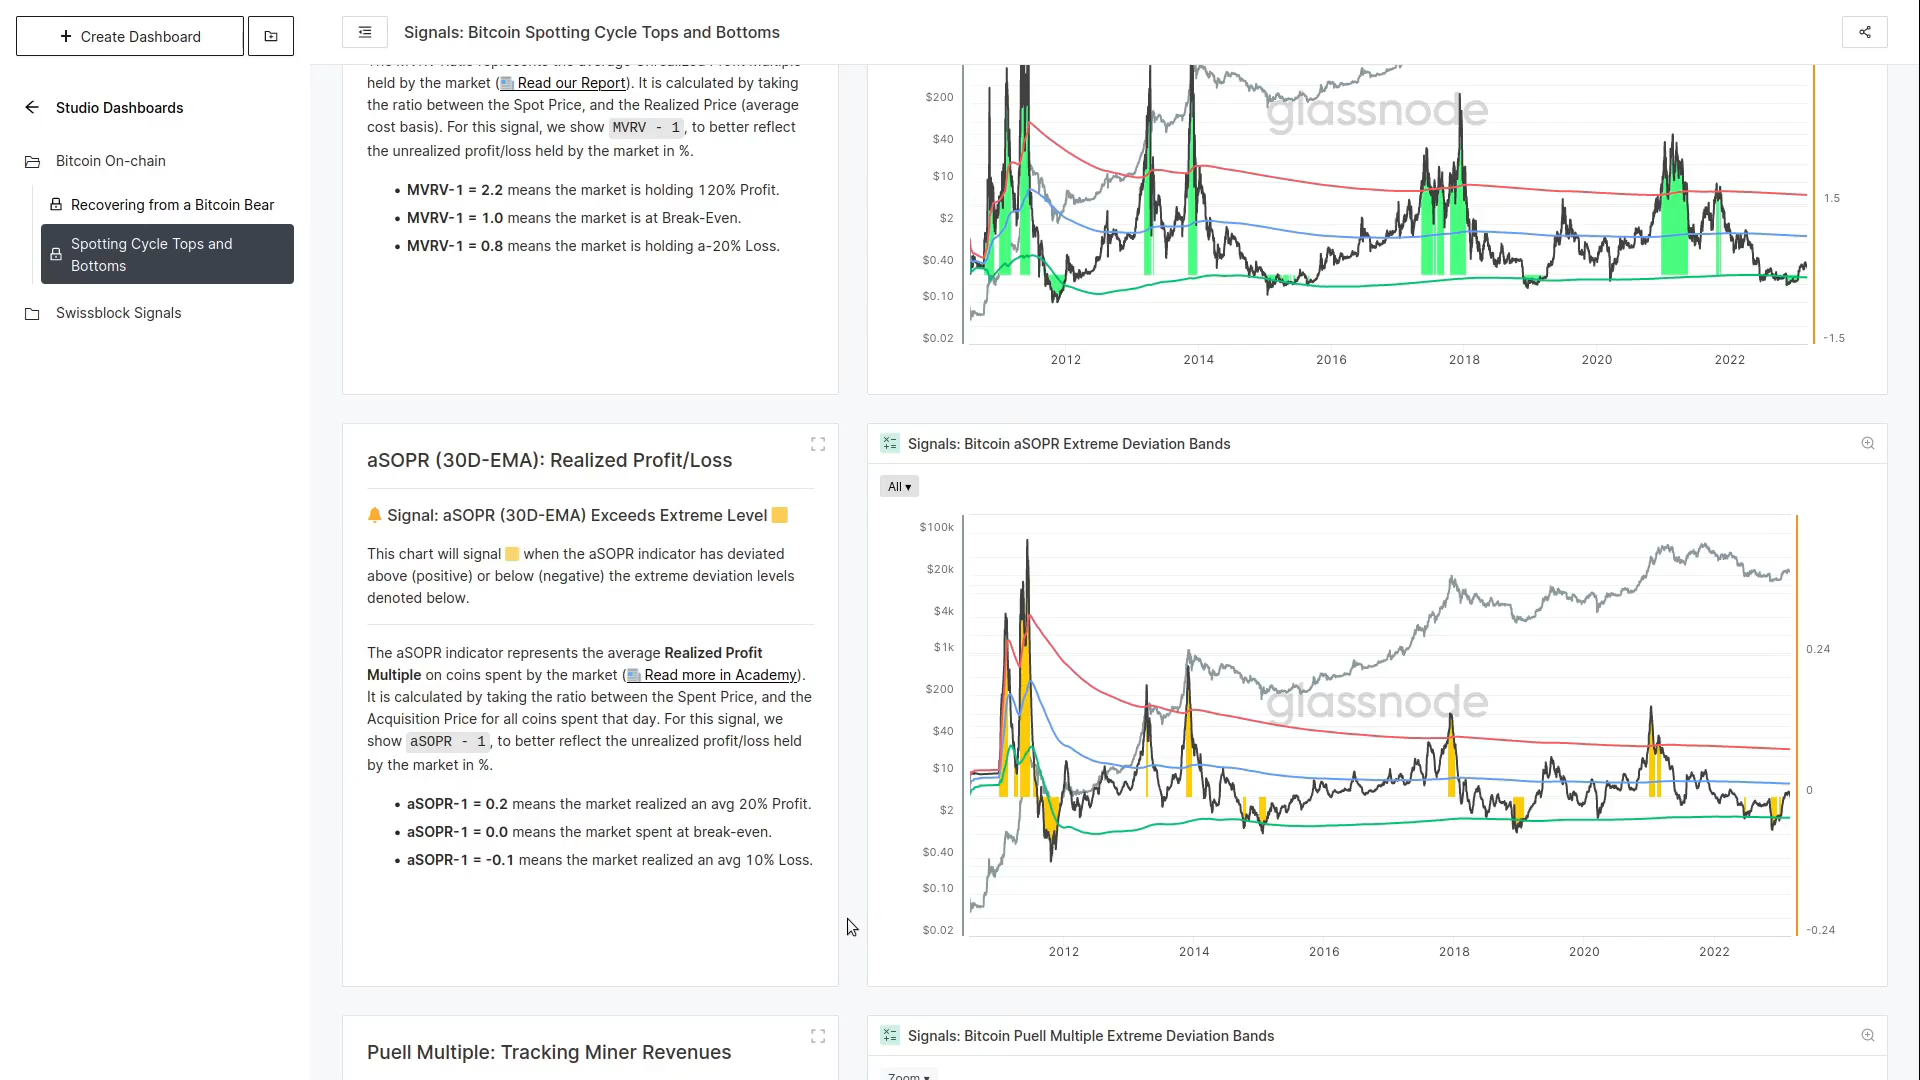 + Create Dashboard
Signals: Bitcoin Spotting Cycle Tops and Bottoms
Studio Dashboards
Bitcoin On-chain
Recovering from a Bitcoin Bear
Spotting Cycle Tops and
Bottoms
Swissblock Signals
held by the market (Read our Report). It is calculated by taking
the ratio between the Spot Price, and the Realized Price (average
cost basis). For this signal, we show MVRV - 1, to better reflect
the unrealized profit/loss held by the market in %.
• MVRV-1 = 2.2 means the market is holding 120% Profit.
• MVRV-1 = 1.0 means the market is at Break-Even.
• MVRV-1 = 0.8 means the market is holding a-20% Loss.
glassnode
$200
$40
$10
$2
$0.40
$0.10
$0.02
1.5
-1.5
2012 2014 2016 2018 2020 2022
aSOPR (30D-EMA): Realized Profit/Loss
Signal: aSOPR (30D-EMA) Exceeds Extreme Level
This chart will signal when the aSOPR indicator has deviated
above (positive) or below (negative) the extreme deviation levels
denoted below.
The aSOPR indicator represents the average Realized Profit
Multiple on coins spent by the market (Read more in Academy).
It is calculated by taking the ratio between the Spent Price, and the
Acquisition Price for all coins spent that day. For this signal, we
show aSOPR - 1, to better reflect the unrealized profit/loss held
by the market in %.
• aSOPR-1 = 0.2 means the market realized an avg 20% Profit.
• aSOPR-1 = 0.0 means the market spent at break-even.
• aSOPR-1 = -0.1 means the market realized an avg 10% Loss.
Signals: Bitcoin aSOPR Extreme Deviation Bands
All ▾
$100k
$20k
$4k
$1k
$200
$40
$10
$2
$0.40
$0.10
$0.02
glassnode
0.24
0
-0.24
2012 2014 2016 2018 2020 2022
Puell Multiple: Tracking Miner Revenues
Signals: Bitcoin Puell Multiple Extreme Deviation Bands
Zoom ▾